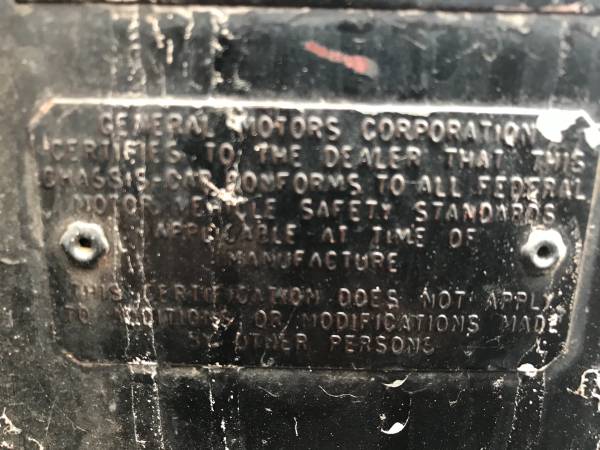 GENERAL MOTORS CORPORATION
CERTIFIES TO THE DEALER THAT THIS
CHASSIS-CAB CONFORMS TO ALL FEDERAL
MOTOR VEHICLE SAFETY STANDARDS
APPLICABLE AT TIME OF
MANUFACTURE
THIS CERTIFICATION DOES NOT APPLY
TO ADDITIONS OR MODIFICATIONS MADE
BY OTHER PERSONS